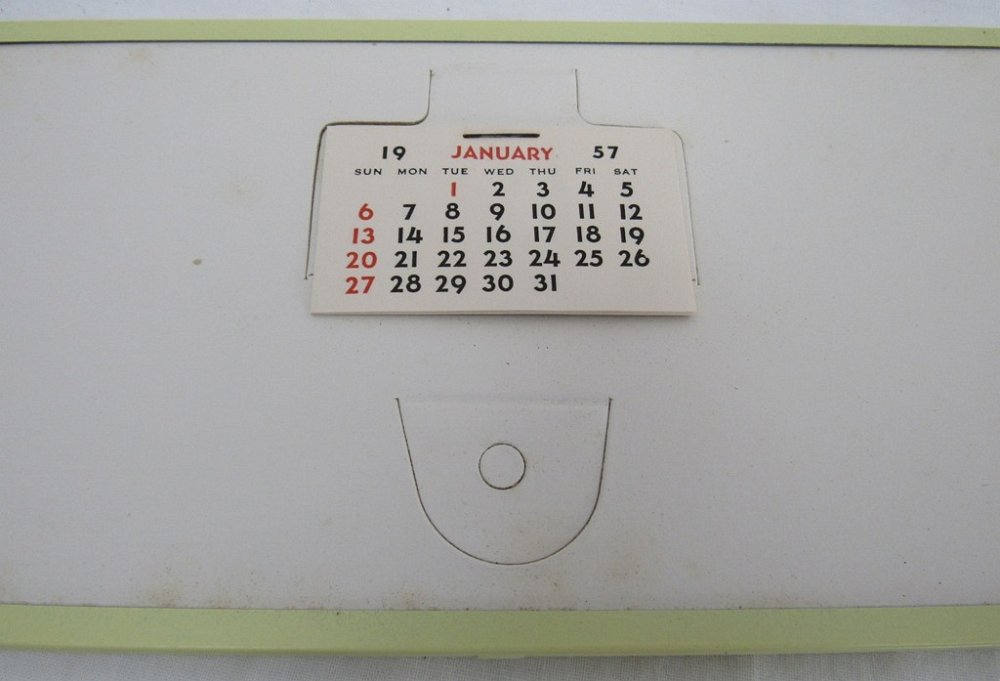 19 JANUARY 57
SUN MON TUE WED THU FRI SAT
1 2 3 4 5
6 7 8 9 10 11 12
13 14 15 16 17 18 19
20 21 22 23 24 25 26
27 28 29 30 31